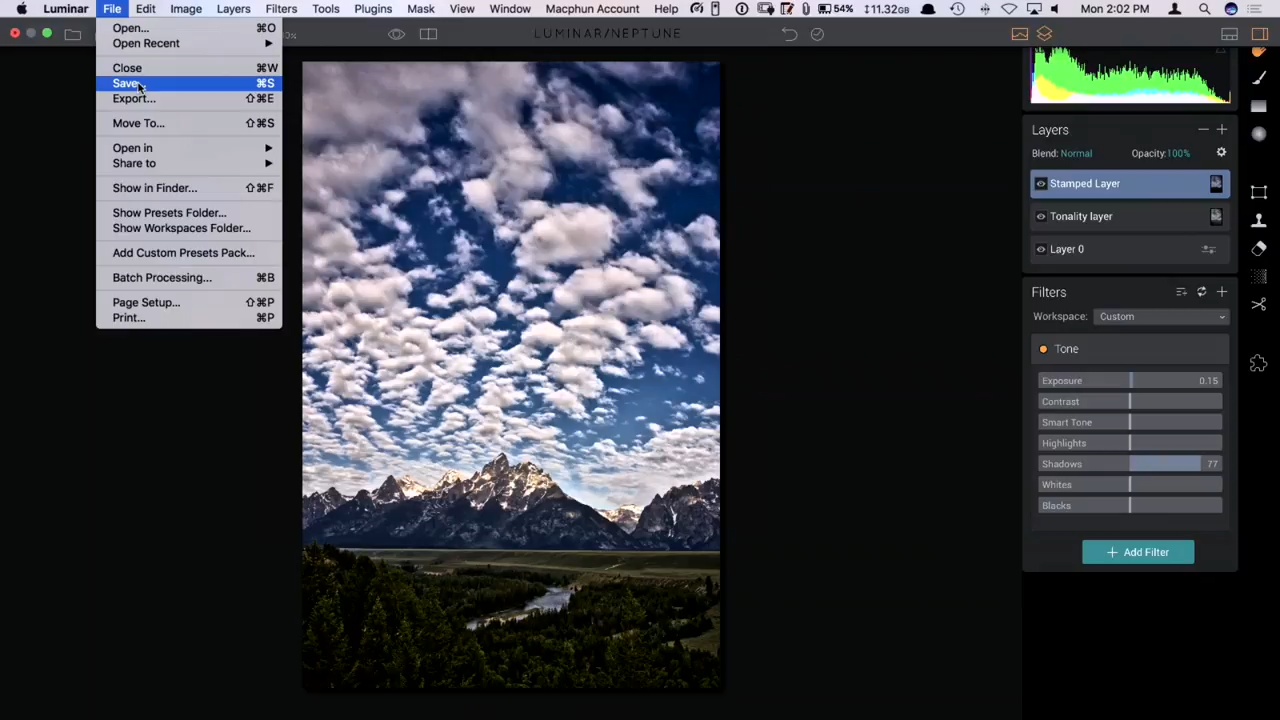 Luminar File Edit Image Layers Filters Tools Plugins Mask View Window Macphun Account Help 54% 11.32GB Mon 2:02 PM
LUMINAR/NEPTUNE
Open... ⌘O
Open Recent
Close ⌘W
Save... ⌘S
Export... ⇧⌘E
Move To... ⇧⌘S
Open in
Share to
Show in Finder... ⇧⌘F
Show Presets Folder...
Show Workspaces Folder...
Add Custom Presets Pack...
Batch Processing... ⌘B
Page Setup... ⇧⌘P
Print... ⌘P
Layers
Blend: Normal Opacity: 100%
Stamped Layer
Tonality layer
Layer 0
Filters
Workspace: Custom
Tone
Exposure 0.15
Contrast
Smart Tone
Highlights
Shadows 77
Whites
Blacks
+ Add Filter